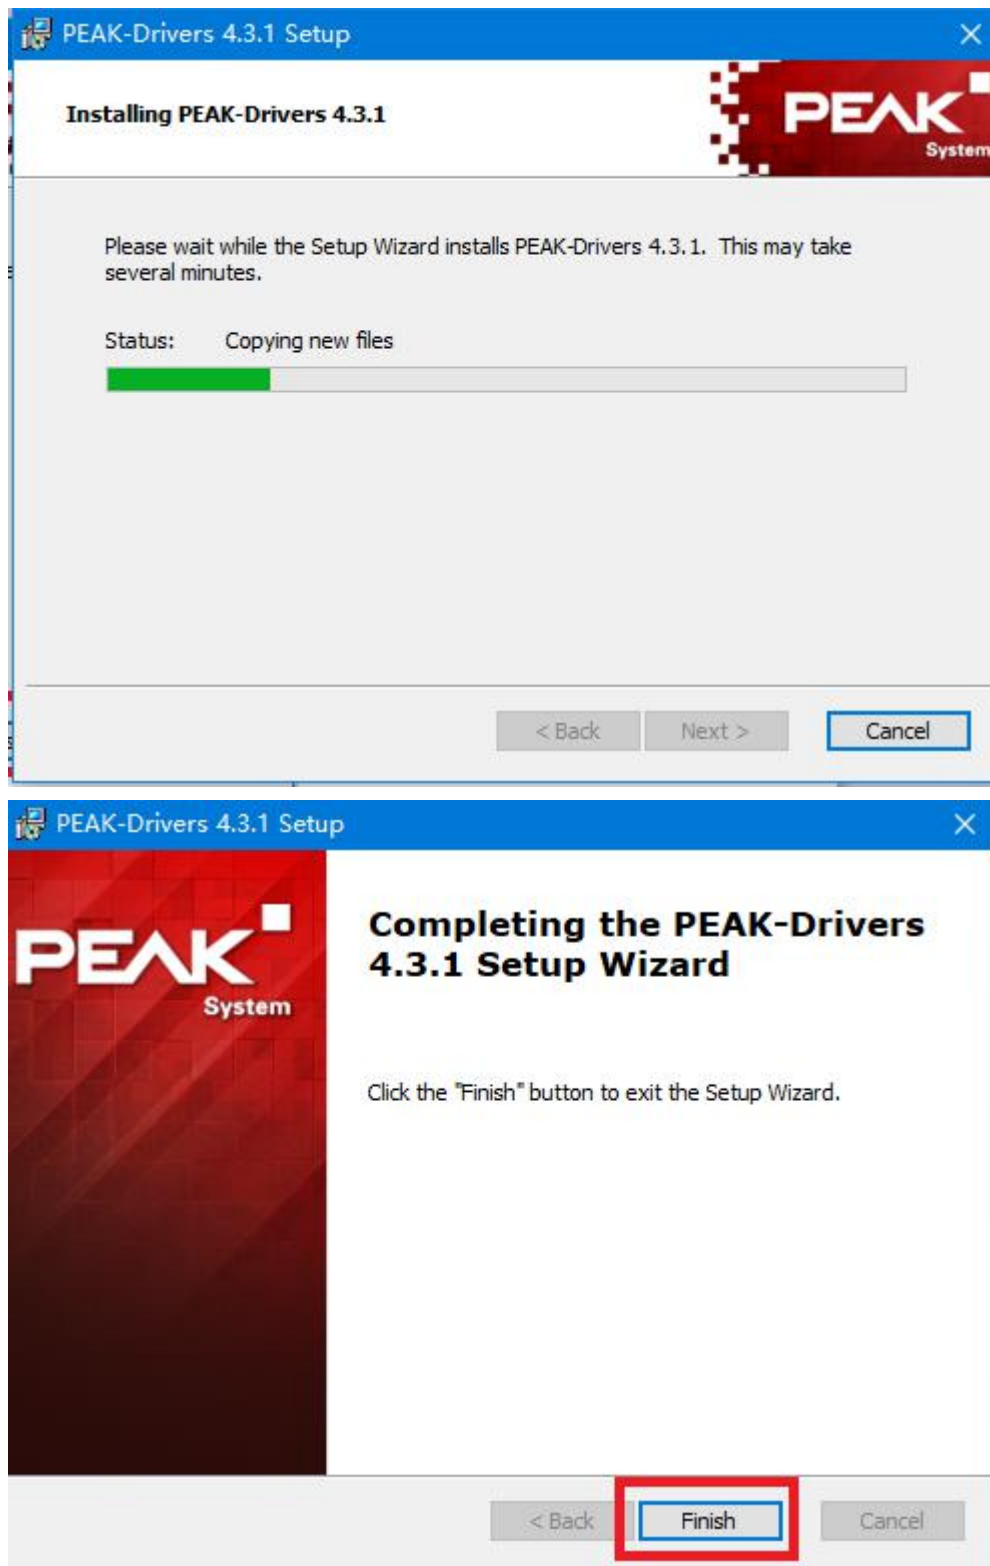 PEAK-Drivers 4.3.1 Setup
Installing PEAK-Drivers 4.3.1
PEAK
System
Please wait while the Setup Wizard installs PEAK-Drivers 4.3.1. This may take
several minutes.
Status: Copying new files
< Back Next > Cancel
PEAK-Drivers 4.3.1 Setup
PEAK
System
Completing the PEAK-Drivers
4.3.1 Setup Wizard
Click the "Finish" button to exit the Setup Wizard.
< Back Finish Cancel